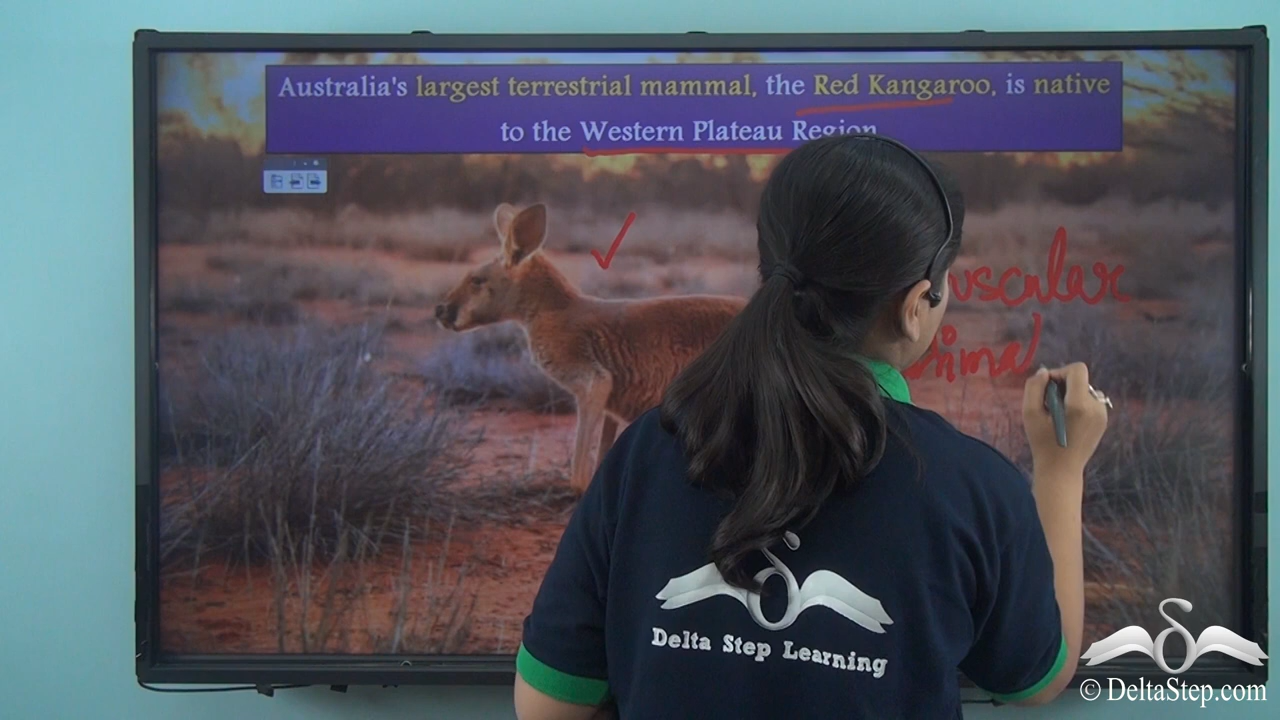 Australia's largest terrestrial mammal, the Red Kangaroo, is native
to the Western Plateau Region
Delta Step Learning
© DeltaStep.com